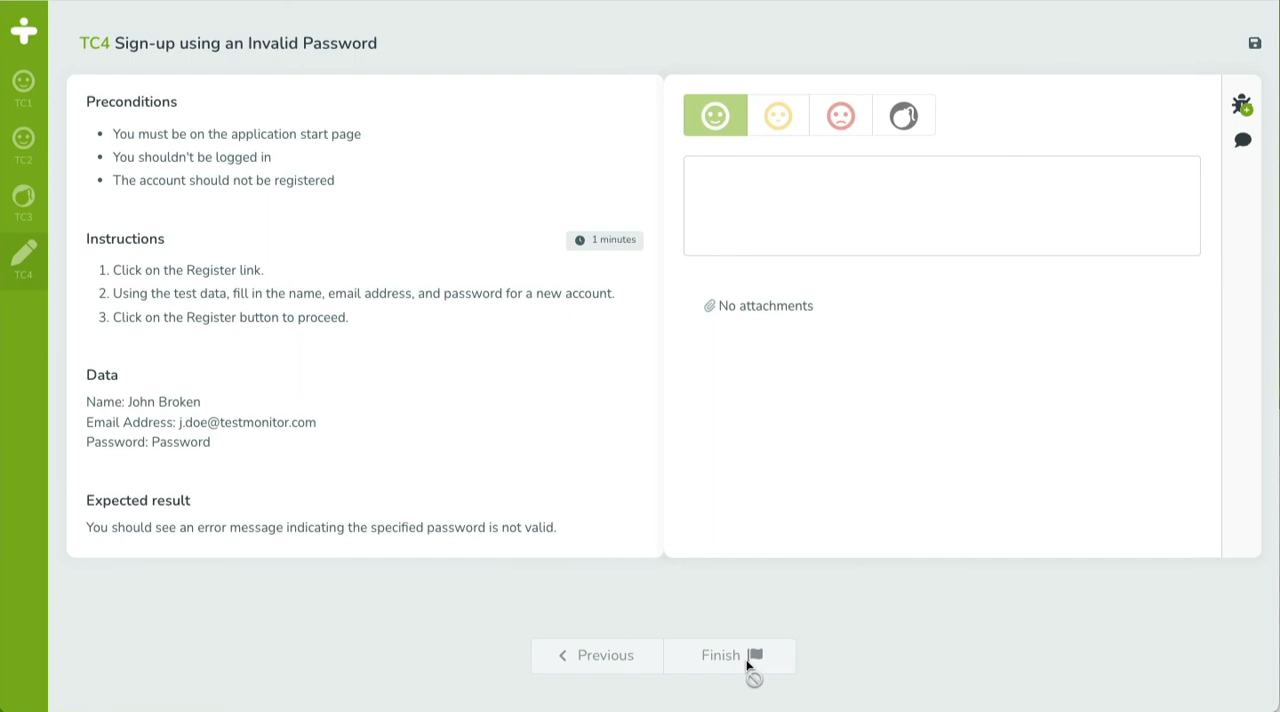 TC4 Sign-up using an Invalid Password
TC1
TC2
TC3
TC4
Preconditions
• You must be on the application start page
• You shouldn't be logged in
• The account should not be registered
Instructions
1 minutes
1. Click on the Register link.
2. Using the test data, fill in the name, email address, and password for a new account.
3. Click on the Register button to proceed.
Data
Name: John Broken
Email Address: j.doe@testmonitor.com
Password: Password
Expected result
You should see an error message indicating the specified password is not valid.
No attachments
Previous
Finish